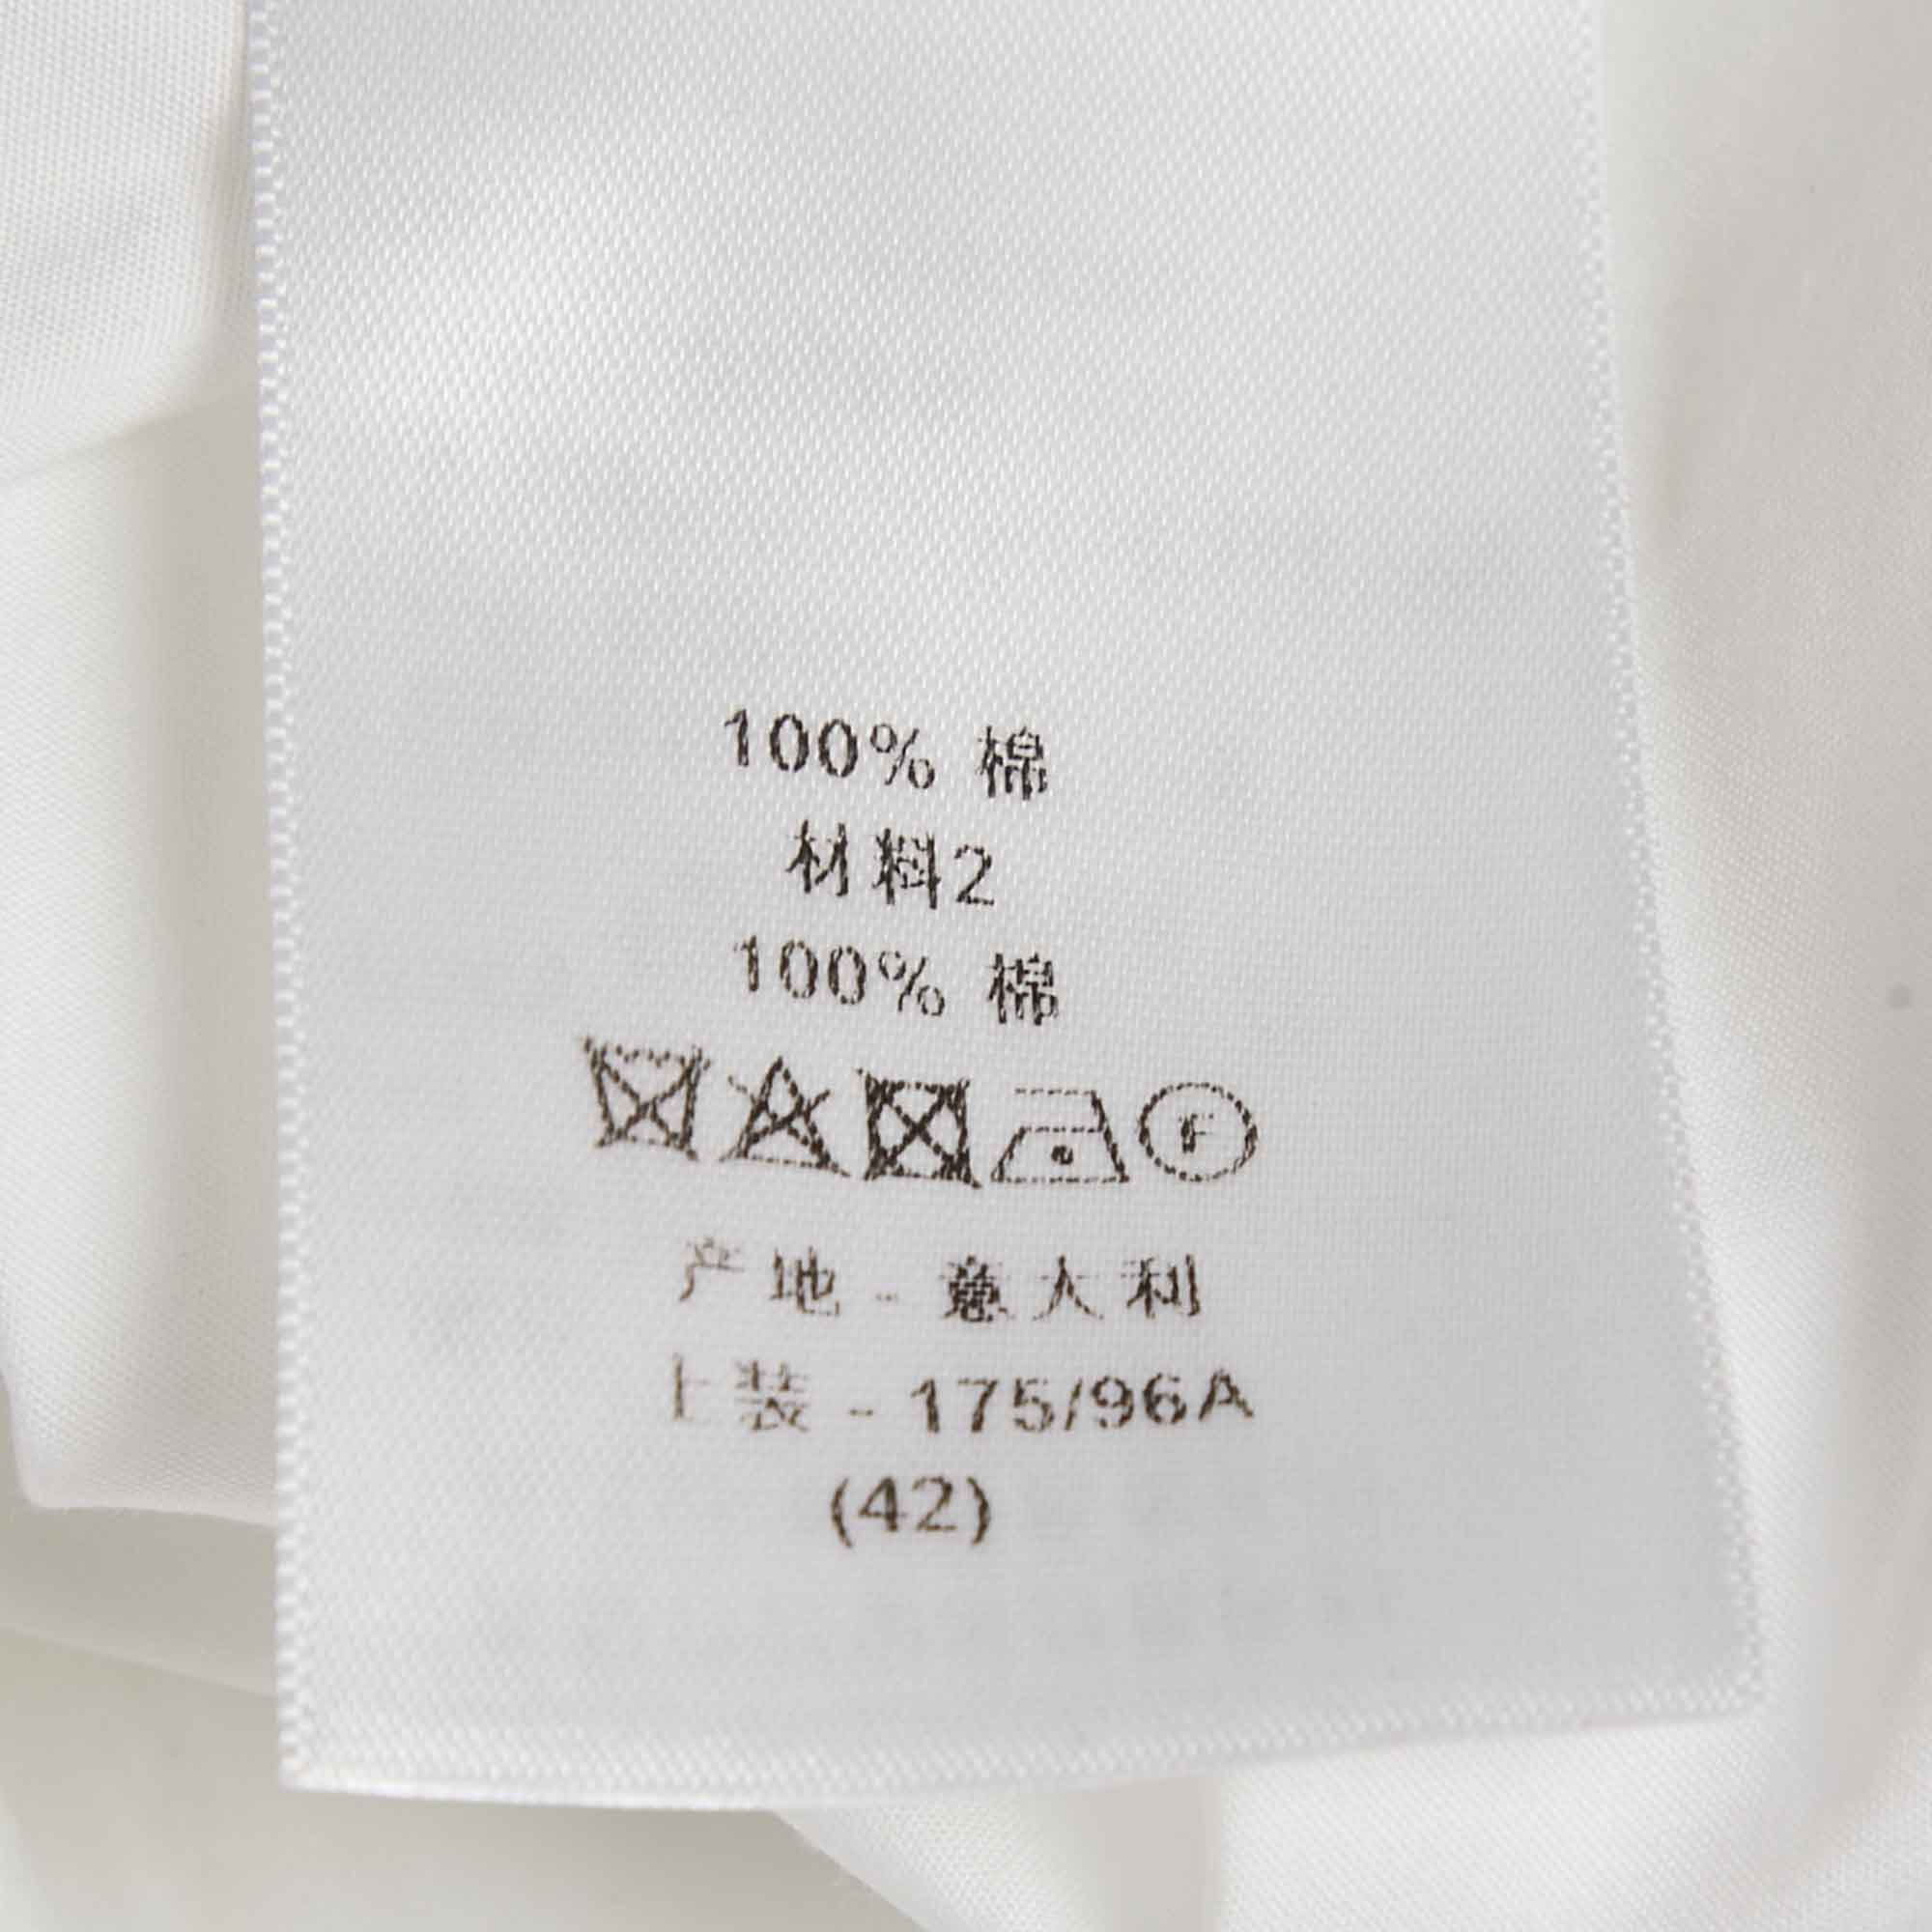 100% 棉
材料2
100% 棉
F
产地 - 意大利
上装 - 175/96A
(42)